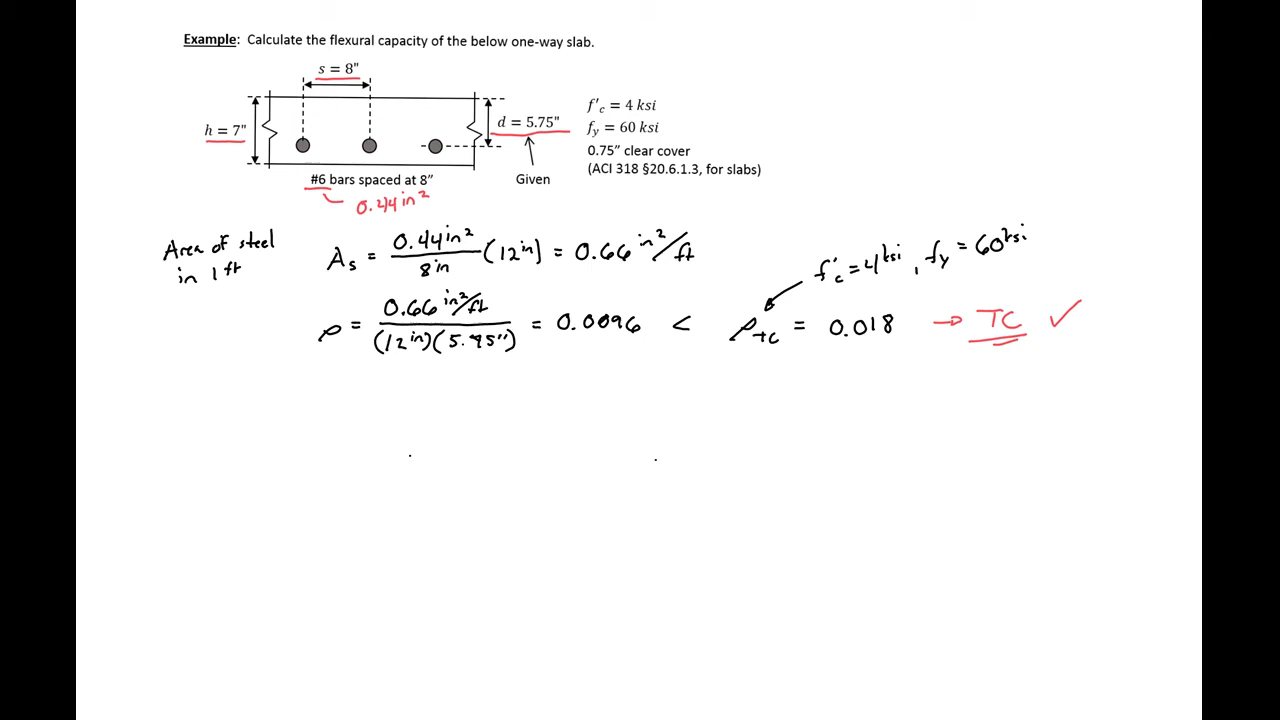 Example: Calculate the flexural capacity of the below one-way slab.
s = 8"
h = 7"
d = 5.75"
f'c = 4 ksi
fy = 60 ksi
0.75" clear cover
(ACI 318 §20.6.1.3, for slabs)
#6 bars spaced at 8"
Given
0.44 in²
Area of steel
in 1 ft
As = 0.44 in² / 8 in (12 in) = 0.66 in²/ft
f'c = 4 ksi, fy = 60 ksi
ρ = 0.66 in²/ft / (12 in)(5.75") = 0.0096 < ρTC = 0.018 → TC ✓